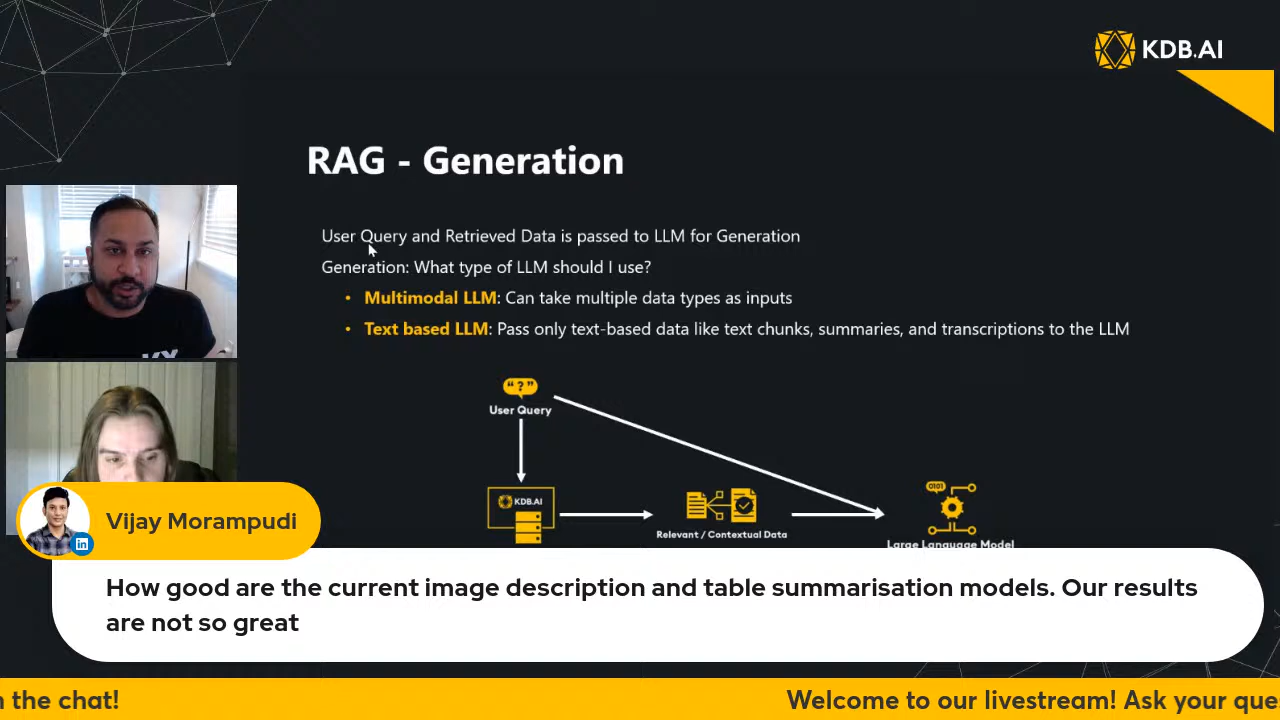 KDB.AI
RAG - Generation
User Query and Retrieved Data is passed to LLM for Generation
Generation: What type of LLM should I use?
• Multimodal LLM: Can take multiple data types as inputs
• Text based LLM: Pass only text-based data like text chunks, summaries, and transcriptions to the LLM
“?”
User Query
KDB.AI
Relevant / Contextual Data
0101
Large Language Model
in
Vijay Morampudi
How good are the current image description and table summarisation models. Our results
are not so great
the chat!
Welcome to our livestream! Ask your